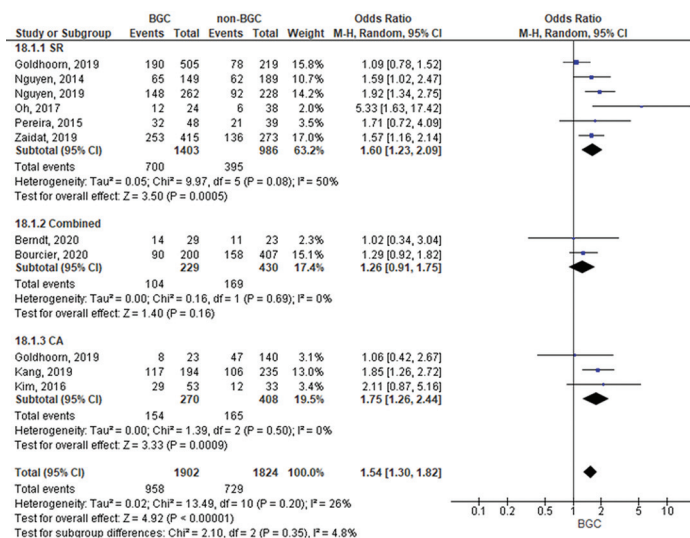 BGC non-BGC Odds Ratio Odds Ratio
Study or Subgroup Events Total Events Total Weight M-H, Random, 95% CI M-H, Random, 95% CI
18.1.1 SR
Goldhoorn, 2019 190 505 78 219 15.8% 1.09 [0.78, 1.52]
Nguyen, 2014 65 149 62 189 10.5% 1.59 [1.02, 2.47]
Nguyen, 2019 148 262 92 228 14.9% 1.92 [1.34, 2.75]
Oh, 2017 12 24 6 38 2.0% 5.33 [1.63, 17.42]
Pereira, 2015 32 48 21 39 3.5% 1.71 [0.72, 4.09]
Zaidat, 2019 253 415 136 273 17.0% 1.57 [1.16, 2.14]
Subtotal (95% CI) 1403 986 63.2% 1.60 [1.23, 2.09]
Total events 700 395
Heterogeneity: Tau² = 0.05; Chi² = 9.97, df = 5 (P = 0.08); I² = 50%
Test for overall effect: Z = 3.50 (P = 0.0005)
18.1.2 Combined
Berndt, 2020 14 29 11 23 2.3% 1.02 [0.34, 3.04]
Bourcier, 2020 90 200 158 407 15.1% 1.29 [0.92, 1.82]
Subtotal (95% CI) 229 430 17.4% 1.26 [0.91, 1.75]
Total events 104 169
Heterogeneity: Tau² = 0.00; Chi² = 0.16, df = 1 (P = 0.69); I² = 0%
Test for overall effect: Z = 1.40 (P = 0.16)
18.1.3 CA
Goldhoorn, 2019 8 23 47 140 3.1% 1.06 [0.42, 2.67]
Kang, 2019 117 194 106 235 13.0% 1.85 [1.26, 2.72]
Kim, 2016 29 53 12 33 3.4% 2.11 [0.87, 5.16]
Subtotal (95% CI) 270 408 19.5% 1.75 [1.26, 2.44]
Total events 154 165
Heterogeneity: Tau² = 0.00; Chi² = 1.39, df = 2 (P = 0.50); I² = 0%
Test for overall effect: Z = 3.33 (P = 0.0009)
Total (95% CI) 1902 1824 100.0% 1.54 [1.30, 1.82]
Total events 958 729
Heterogeneity: Tau² = 0.02; Chi² = 13.49, df = 10 (P = 0.20); I² = 26%
Test for overall effect: Z = 4.92 (P < 0.00001)
Test for subgroup differences: Chi² = 2.10, df = 2 (P = 0.35), I² = 4.8%
0.1 0.2 0.5 1 2 5 10
BGC